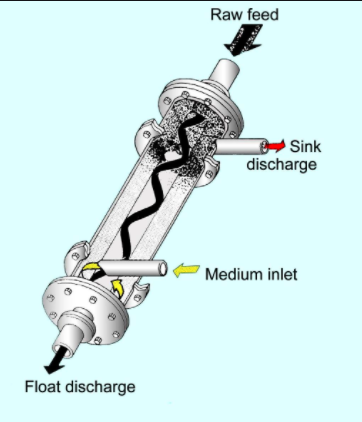 Raw feed
Sink
discharge
Medium inlet
Float discharge